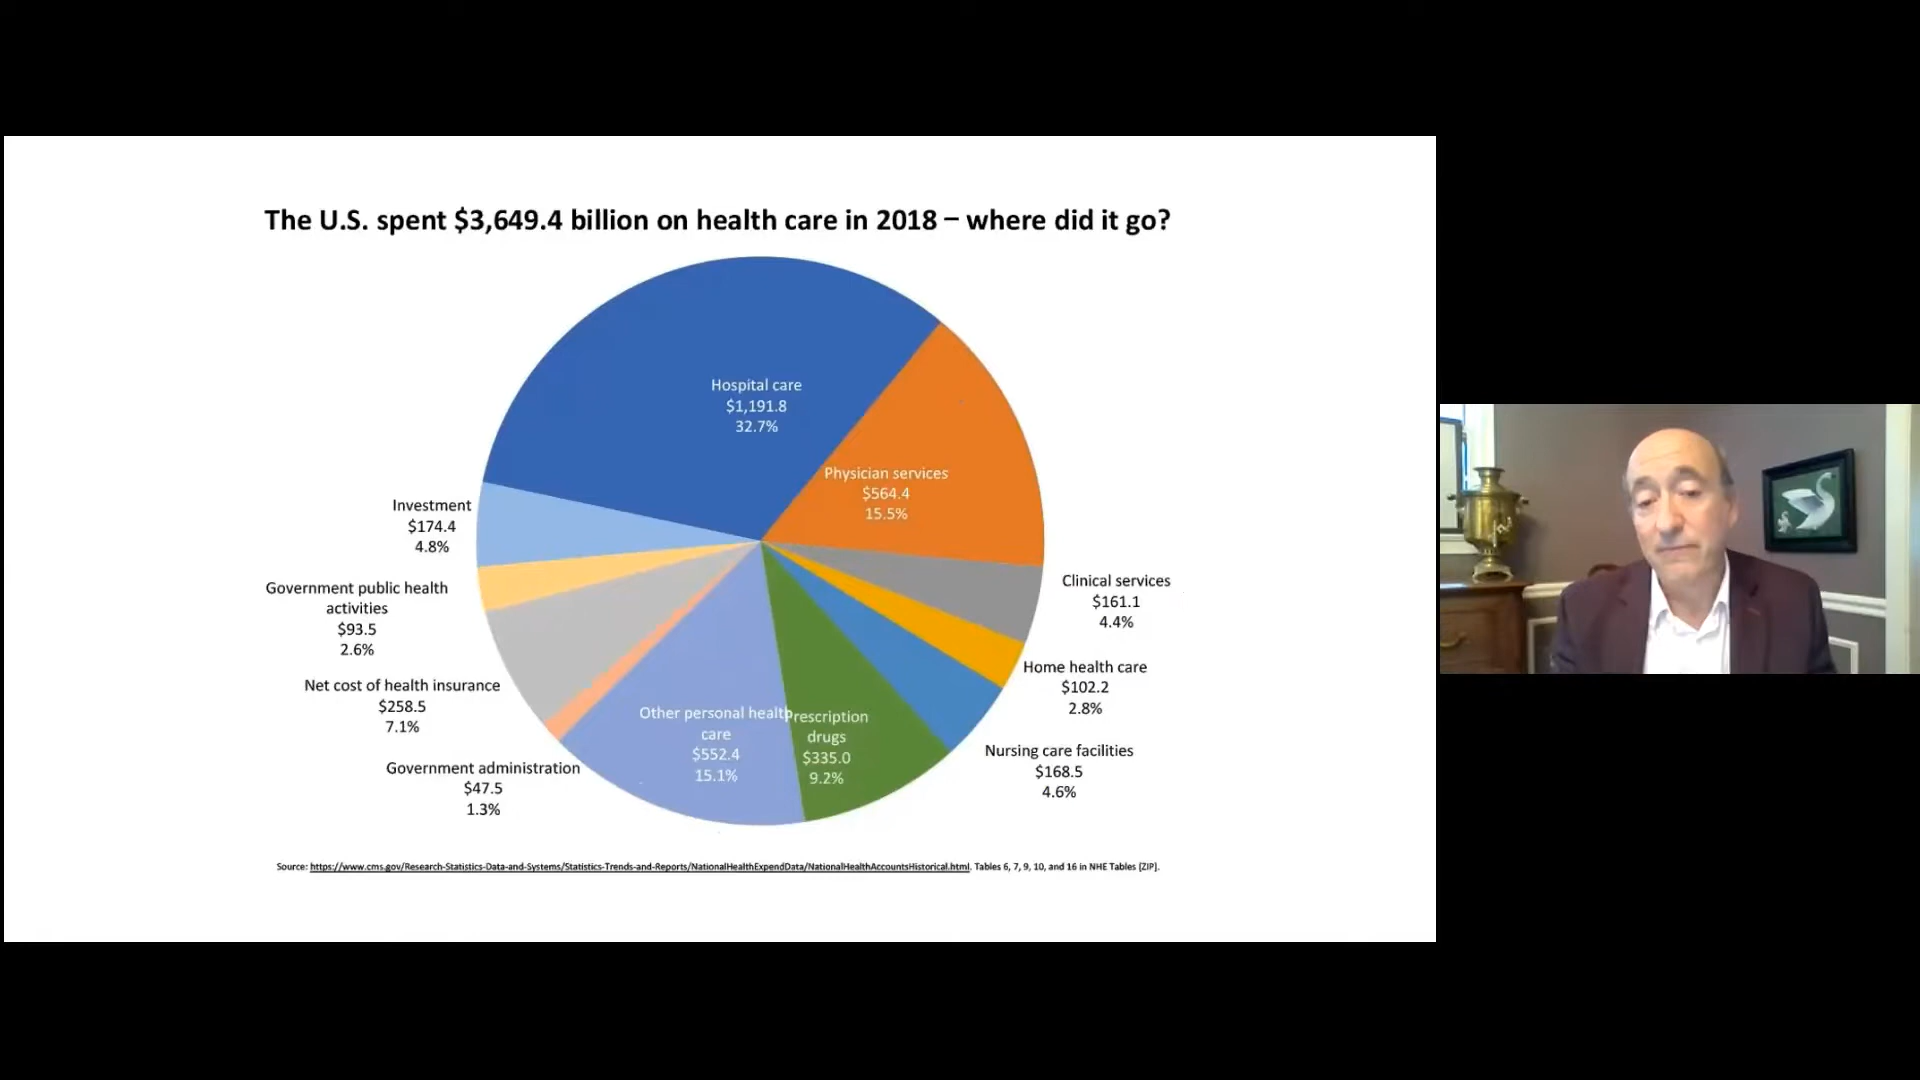 The U.S. spent $3,649.4 billion on health care in 2018 – where did it go?
Hospital care
$1,191.8
32.7%
Physician services
$564.4
15.5%
Clinical services
$161.1
4.4%
Home health care
$102.2
2.8%
Nursing care facilities
$168.5
4.6%
Prescription
drugs
$335.0
9.2%
Other personal health
care
$552.4
15.1%
Government administration
$47.5
1.3%
Net cost of health insurance
$258.5
7.1%
Government public health
activities
$93.5
2.6%
Investment
$174.4
4.8%
Source: https://www.cms.gov/Research-Statistics-Data-and-Systems/Statistics-Trends-and-Reports/NationalHealthExpendData/NationalHealthAccountsHistorical.html. Tables 6, 7, 9, 10, and 16 in NHE Tables [ZIP].